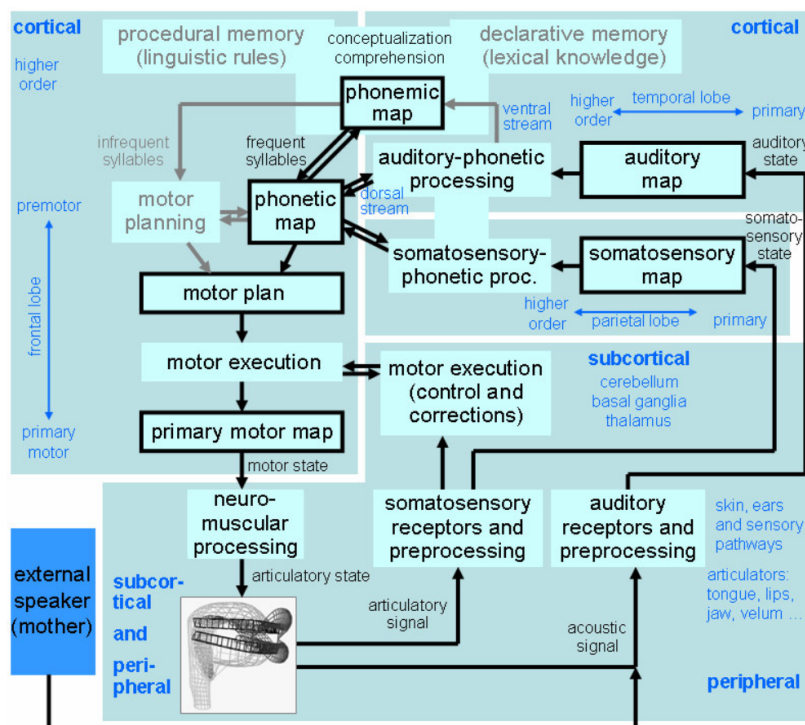 cortical
procedural memory
(linguistic rules)
conceptualization
comprehension
declarative memory
(lexical knowledge)
cortical
higher
order
phonemic
map
ventral
stream
higher
order
temporal lobe
primary
infrequent
syllables
frequent
syllables
auditory-phonetic
processing
auditory
map
auditory
state
motor
planning
phonetic
map
dorsal
stream
premotor
somato-
sensory
state
somatosensory-
phonetic proc.
somatosensory
map
motor plan
frontal lobe
higher
order
parietal lobe
primary
motor execution
motor execution
(control and
corrections)
subcortical
cerebellum
basal ganglia
thalamus
primary
motor
primary motor map
motor state
neuro-
muscular
processing
somatosensory
receptors and
preprocessing
auditory
receptors and
preprocessing
skin, ears
and sensory
pathways
external
speaker
(mother)
subcor-
tical
and
peri-
pheral
articulatory state
articulatory
signal
acoustic
signal
articulators:
tongue, lips,
jaw, velum ...
peripheral